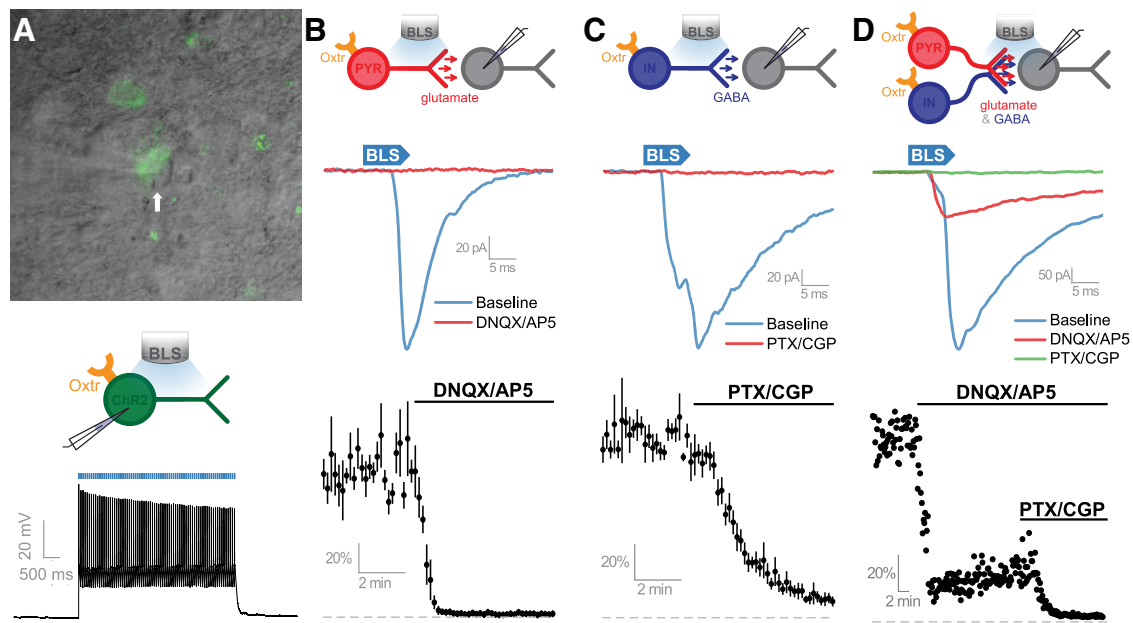 A
BLS
Oxtr
ChR2
20 mV
500 ms
B
BLS
Oxtr
PYR
glutamate
BLS
20 pA
5 ms
Baseline
DNQX/AP5
DNQX/AP5
20%
2 min
C
BLS
Oxtr
IN
GABA
BLS
20 pA
5 ms
Baseline
PTX/CGP
PTX/CGP
20%
2 min
D
BLS
PYR
Oxtr
Oxtr
IN
glutamate
& GABA
BLS
50 pA
5 ms
Baseline
DNQX/AP5
PTX/CGP
DNQX/AP5
PTX/CGP
20%
2 min